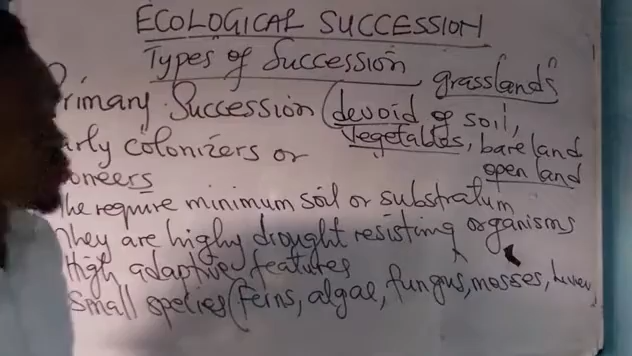 ECOLOGICAL SUCCESSION
Types of Succession
"grasslands"
rimary Succession (devoid of soil,
vegetables, bare land
arly colonizers or
open land
oneers
he require minimum soil or substratum
They are highly drought resisting organisms
High adaptive features
Small species (Ferns, algae, fungus, mosses,